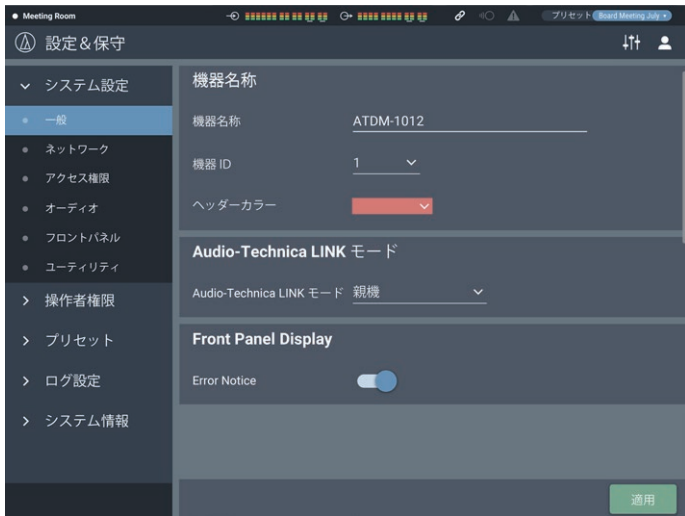 Meeting Room
プリセット Board Meeting July
設定&保守
システム設定
一般
ネットワーク
アクセス権限
オーディオ
フロントパネル
ユーティリティ
操作者権限
プリセット
ログ設定
システム情報
機器名称
機器名称 ATDM-1012
機器 ID 1
ヘッダーカラー
Audio-Technica LINK モード
Audio-Technica LINK モード 親機
Front Panel Display
Error Notice
適用